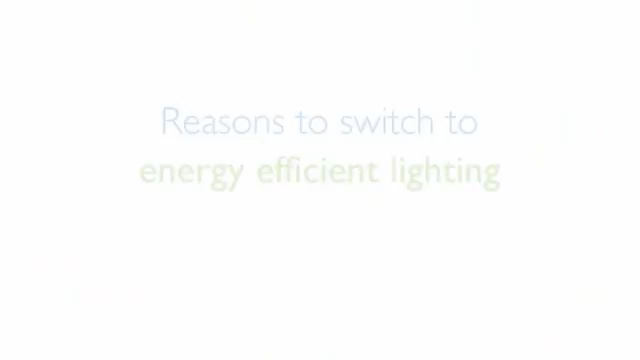 Reasons to switch to
energy efficient lighting